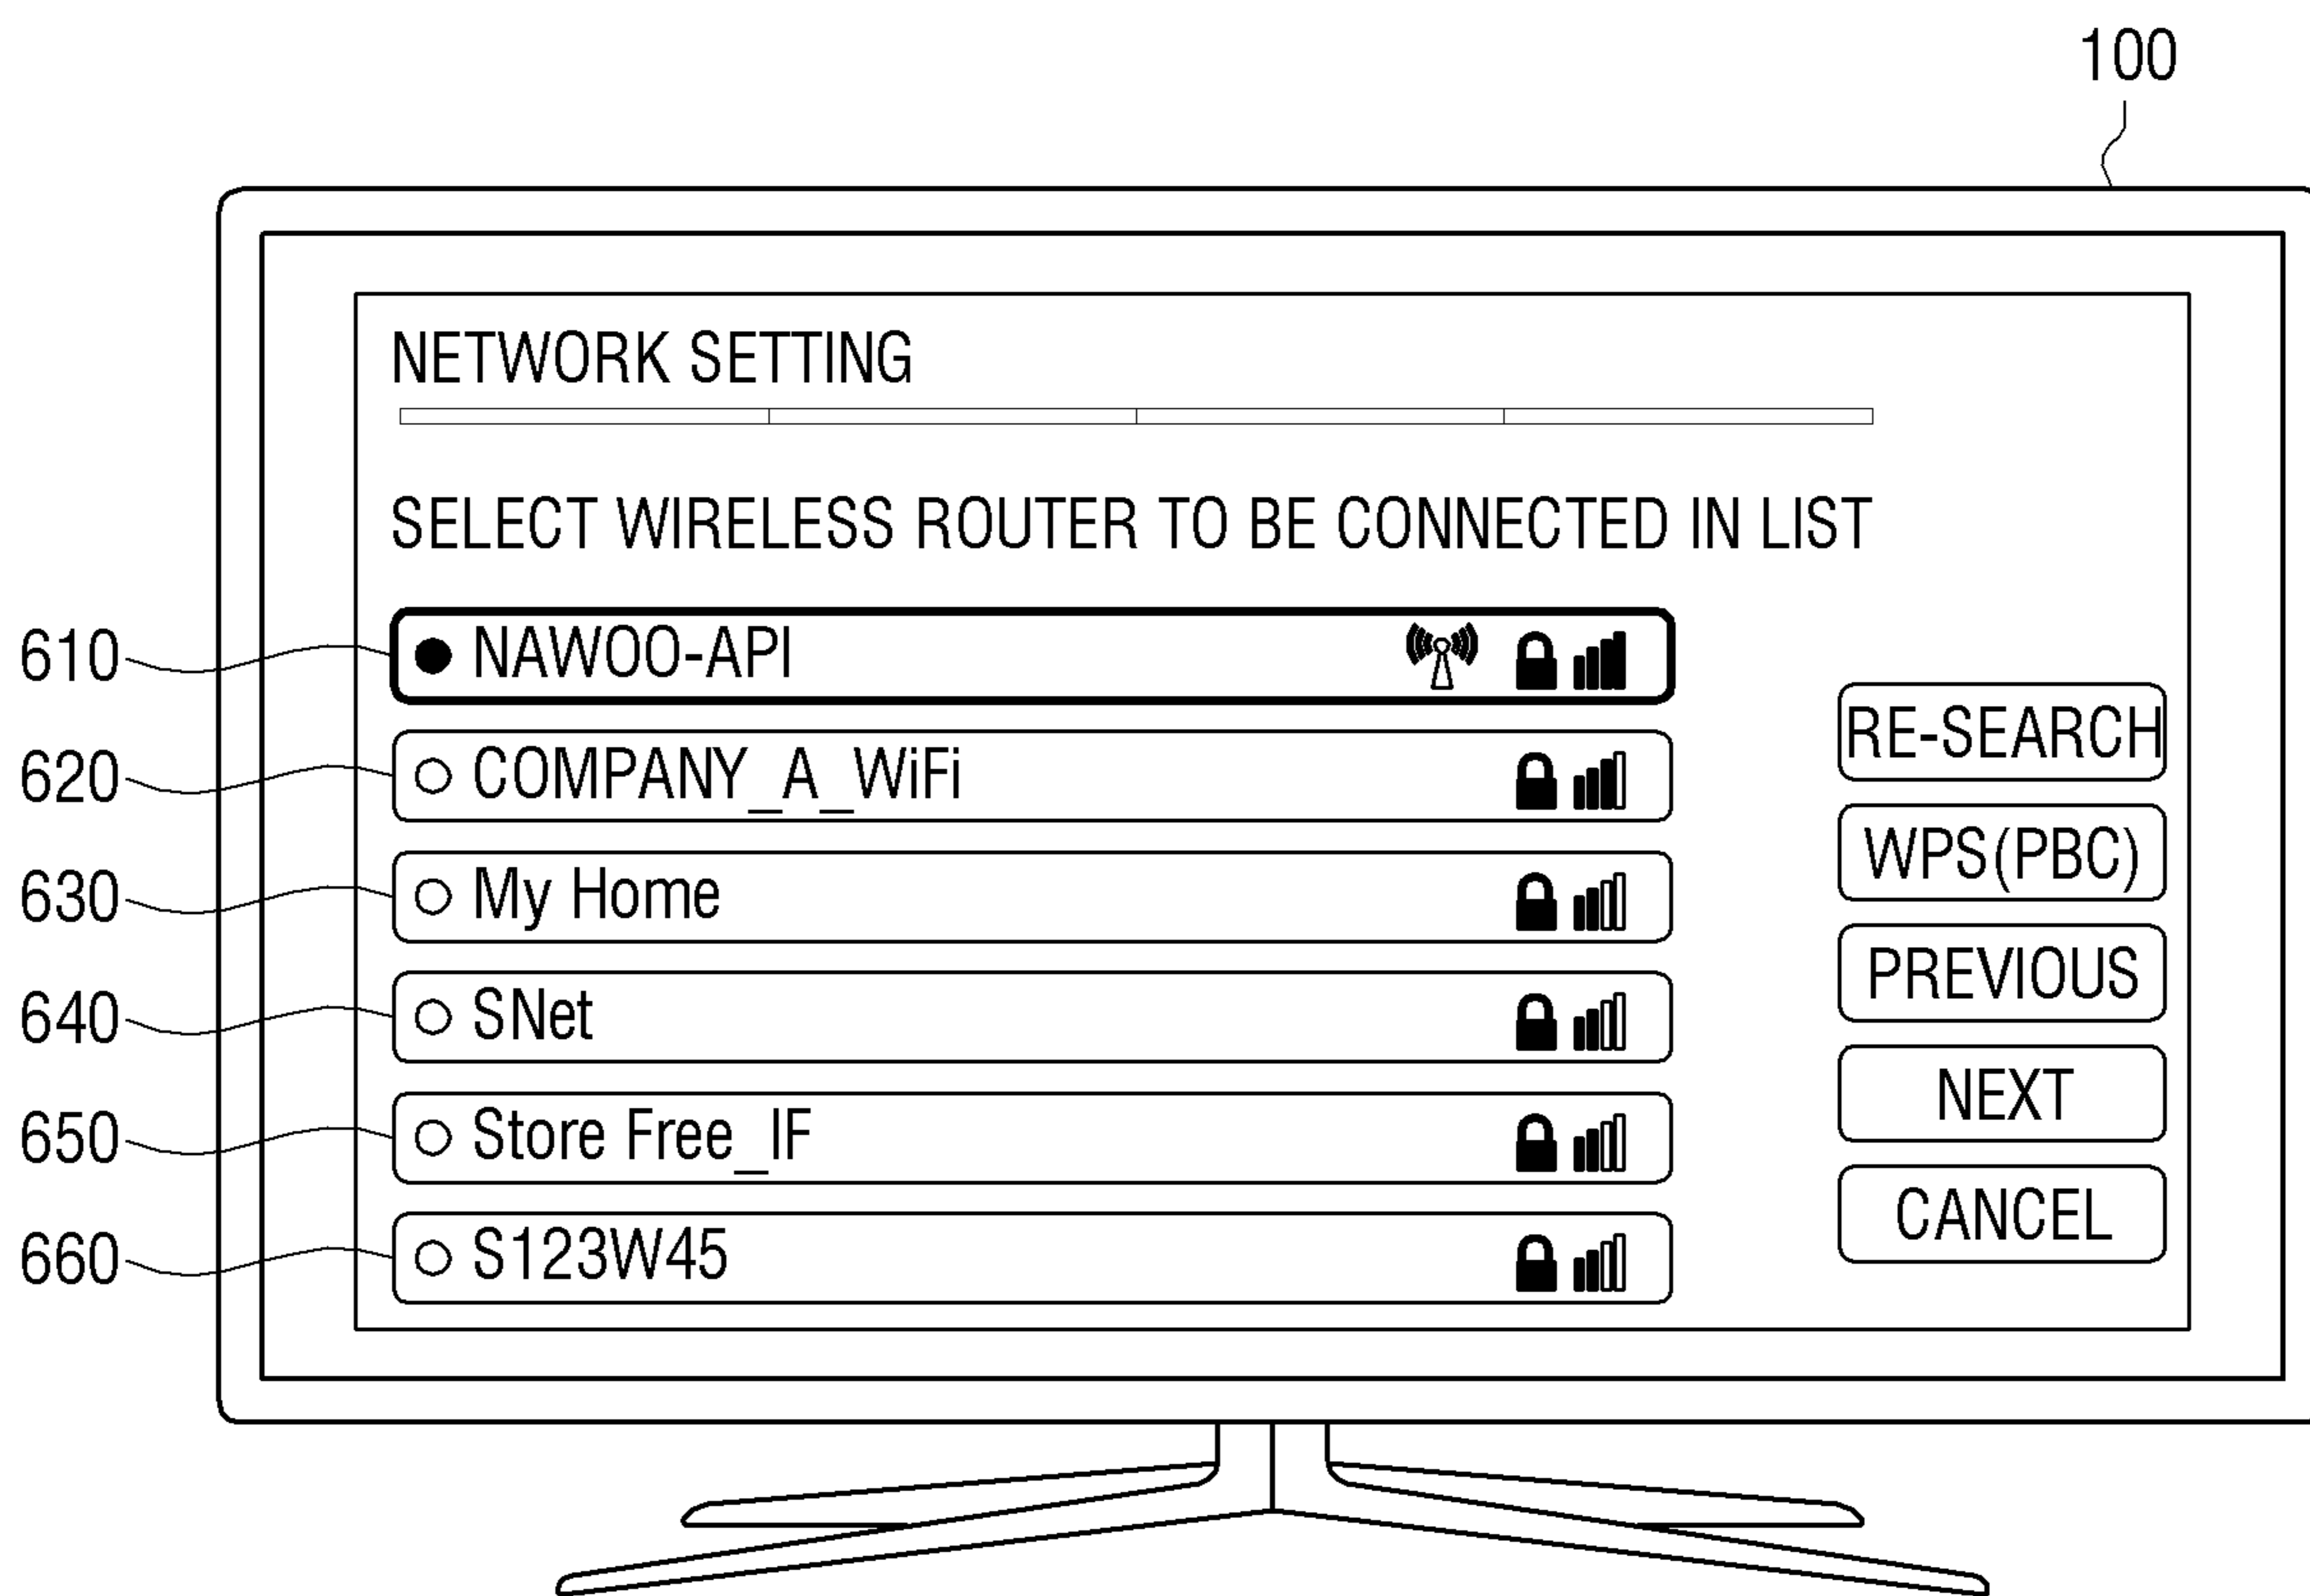 100
NETWORK SETTING
SELECT WIRELESS ROUTER TO BE CONNECTED IN LIST
610 NAWOO-API
620 COMPANY_A_WiFi
630 My Home
640 SNet
650 Store Free_IF
660 S123W45
RE-SEARCH
WPS(PBC)
PREVIOUS
NEXT
CANCEL